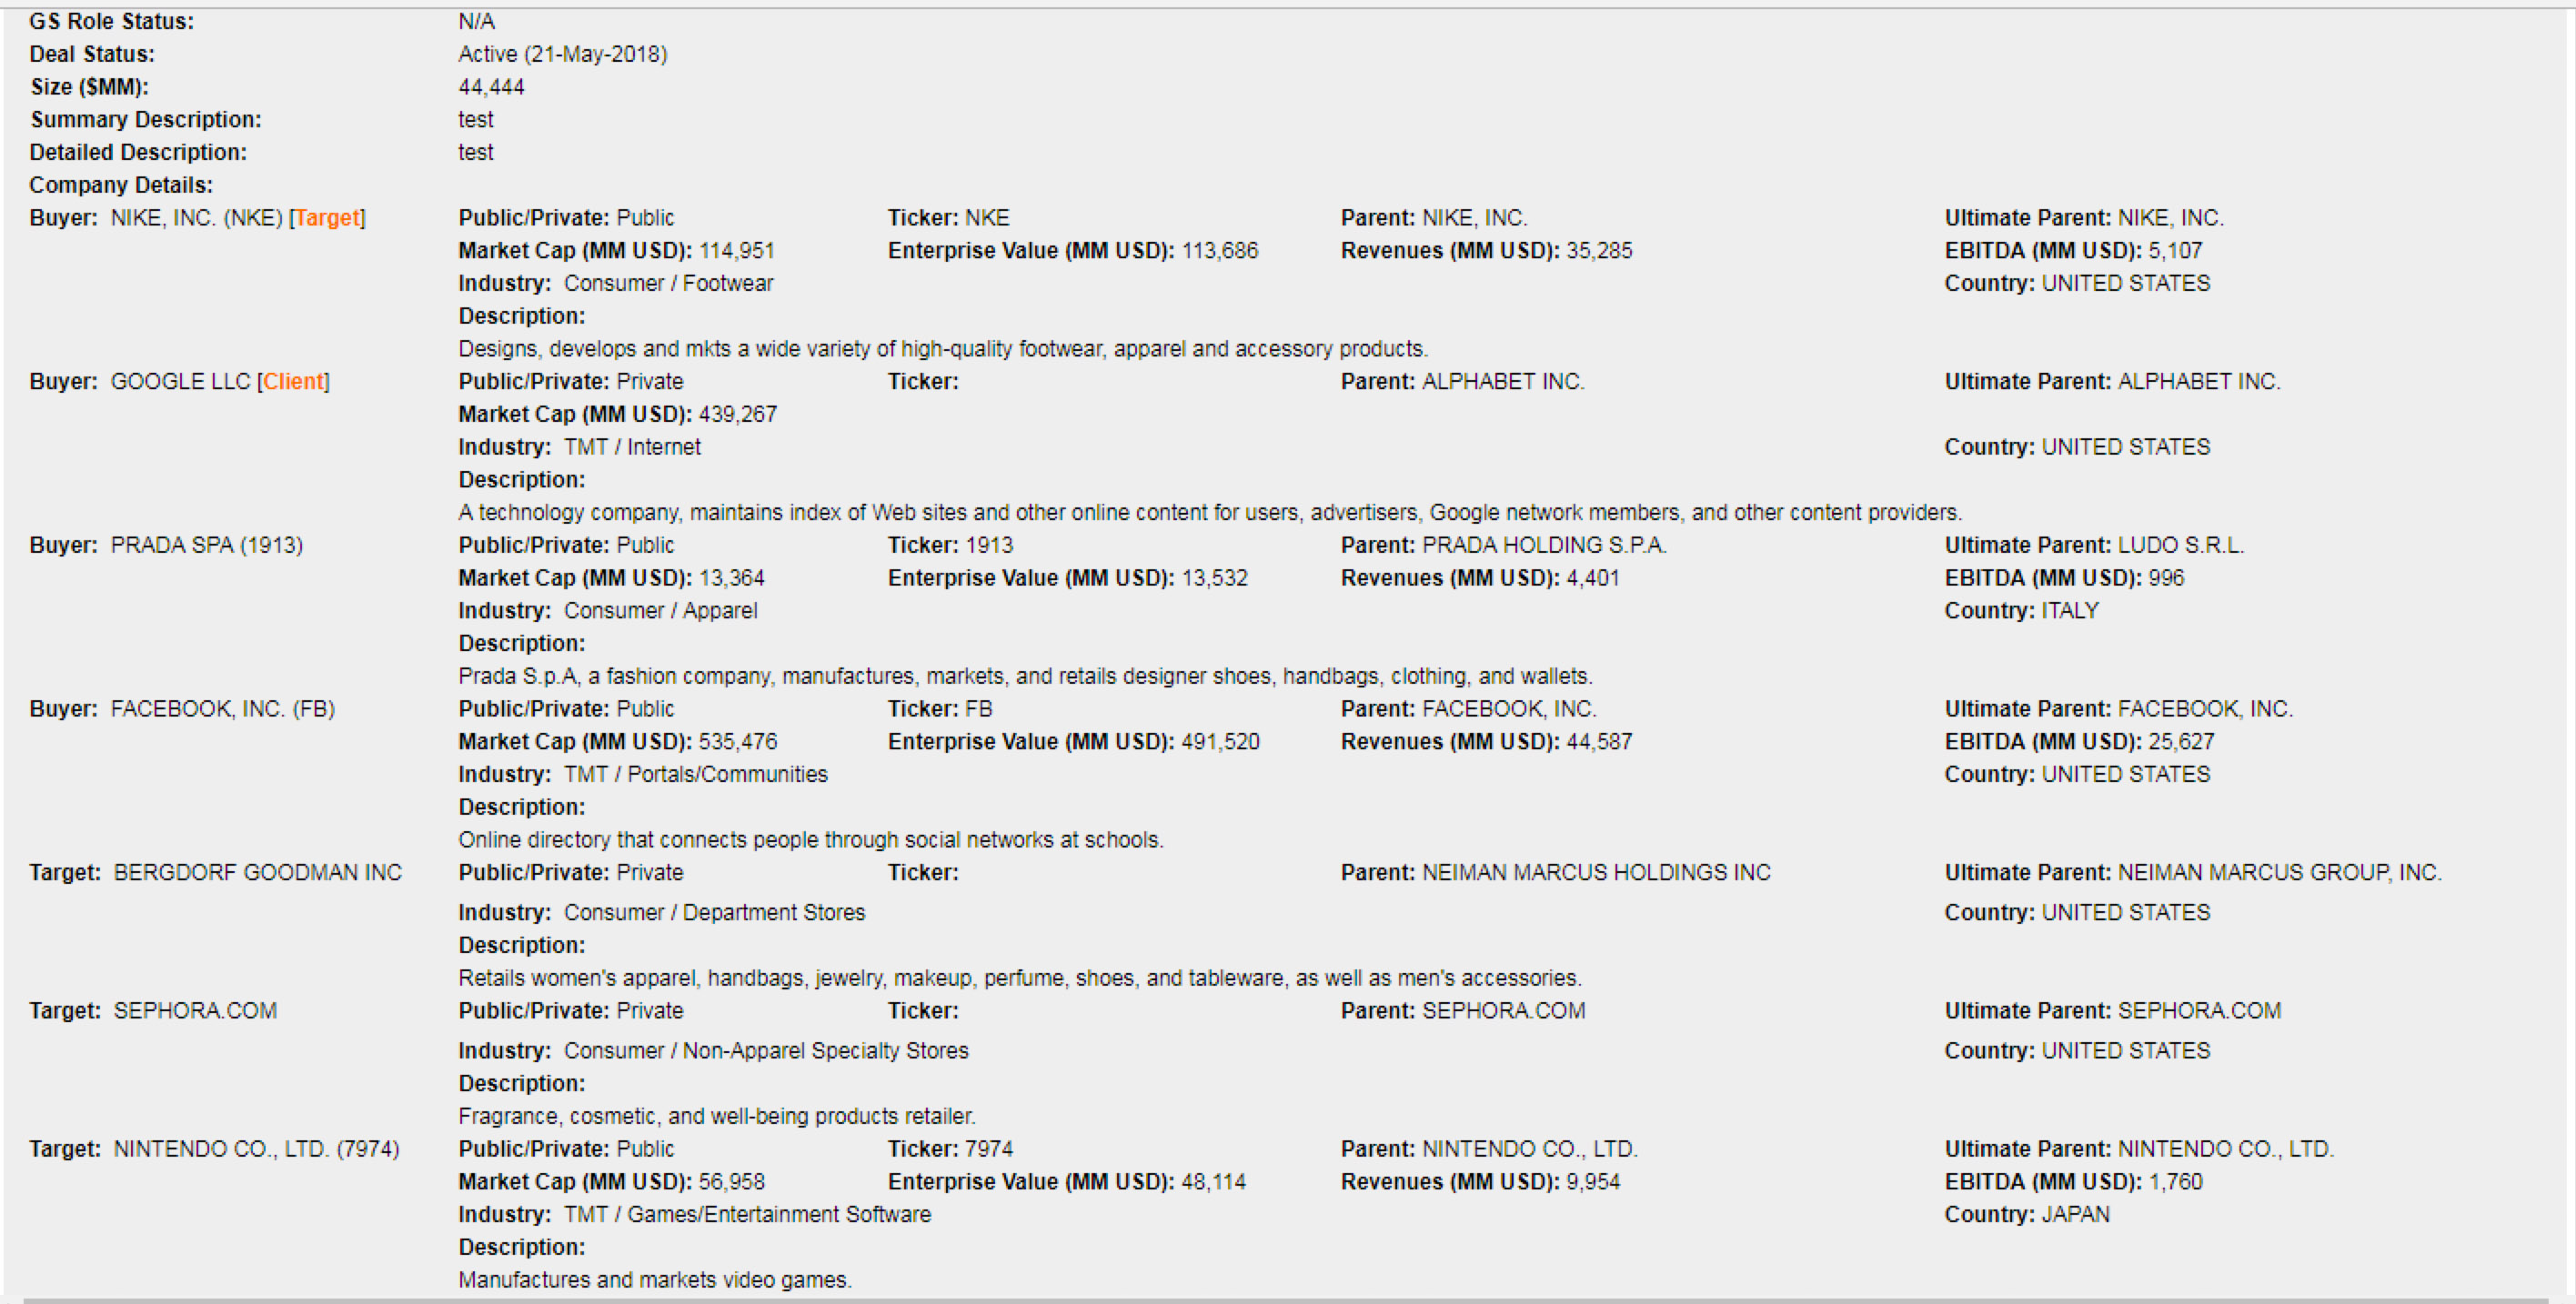 GS Role Status: N/A
Deal Status: Active (21-May-2018)
Size ($MM): 44,444
Summary Description: test
Detailed Description: test
Company Details:
Buyer: NIKE, INC. (NKE) [Target] Public/Private: Public Ticker: NKE Parent: NIKE, INC. Ultimate Parent: NIKE, INC.
Market Cap (MM USD): 114,951 Enterprise Value (MM USD): 113,686 Revenues (MM USD): 35,285 EBITDA (MM USD): 5,107
Industry: Consumer / Footwear Country: UNITED STATES
Description:
Designs, develops and mkts a wide variety of high-quality footwear, apparel and accessory products.
Buyer: GOOGLE LLC [Client] Public/Private: Private Ticker: Parent: ALPHABET INC. Ultimate Parent: ALPHABET INC.
Market Cap (MM USD): 439,267
Industry: TMT / Internet Country: UNITED STATES
Description:
A technology company, maintains index of Web sites and other online content for users, advertisers, Google network members, and other content providers.
Buyer: PRADA SPA (1913) Public/Private: Public Ticker: 1913 Parent: PRADA HOLDING S.P.A. Ultimate Parent: LUDO S.R.L.
Market Cap (MM USD): 13,364 Enterprise Value (MM USD): 13,532 Revenues (MM USD): 4,401 EBITDA (MM USD): 996
Industry: Consumer / Apparel Country: ITALY
Description:
Prada S.p.A, a fashion company, manufactures, markets, and retails designer shoes, handbags, clothing, and wallets.
Buyer: FACEBOOK, INC. (FB) Public/Private: Public Ticker: FB Parent: FACEBOOK, INC. Ultimate Parent: FACEBOOK, INC.
Market Cap (MM USD): 535,476 Enterprise Value (MM USD): 491,520 Revenues (MM USD): 44,587 EBITDA (MM USD): 25,627
Industry: TMT / Portals/Communities Country: UNITED STATES
Description:
Online directory that connects people through social networks at schools.
Target: BERGDORF GOODMAN INC Public/Private: Private Ticker: Parent: NEIMAN MARCUS HOLDINGS INC Ultimate Parent: NEIMAN MARCUS GROUP, INC.
Industry: Consumer / Department Stores Country: UNITED STATES
Description:
Retails women's apparel, handbags, jewelry, makeup, perfume, shoes, and tableware, as well as men's accessories.
Target: SEPHORA.COM Public/Private: Private Ticker: Parent: SEPHORA.COM Ultimate Parent: SEPHORA.COM
Industry: Consumer / Non-Apparel Specialty Stores Country: UNITED STATES
Description:
Fragrance, cosmetic, and well-being products retailer.
Target: NINTENDO CO., LTD. (7974) Public/Private: Public Ticker: 7974 Parent: NINTENDO CO., LTD. Ultimate Parent: NINTENDO CO., LTD.
Market Cap (MM USD): 56,958 Enterprise Value (MM USD): 48,114 Revenues (MM USD): 9,954 EBITDA (MM USD): 1,760
Industry: TMT / Games/Entertainment Software Country: JAPAN
Description:
Manufactures and markets video games.